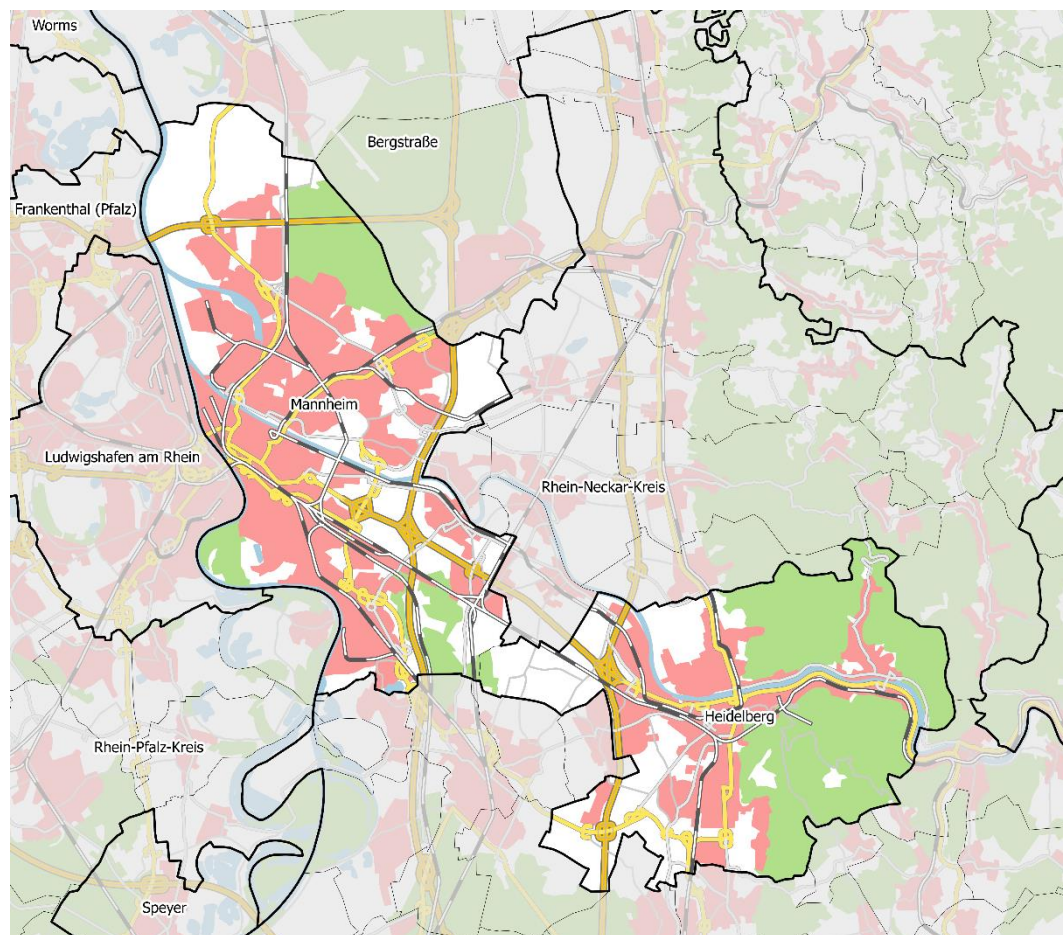 Worms
Bergstraße
Frankenthal (Pfalz)
Mannheim
Ludwigshafen am Rhein
Rhein-Neckar-Kreis
Heidelberg
Rhein-Pfalz-Kreis
Speyer